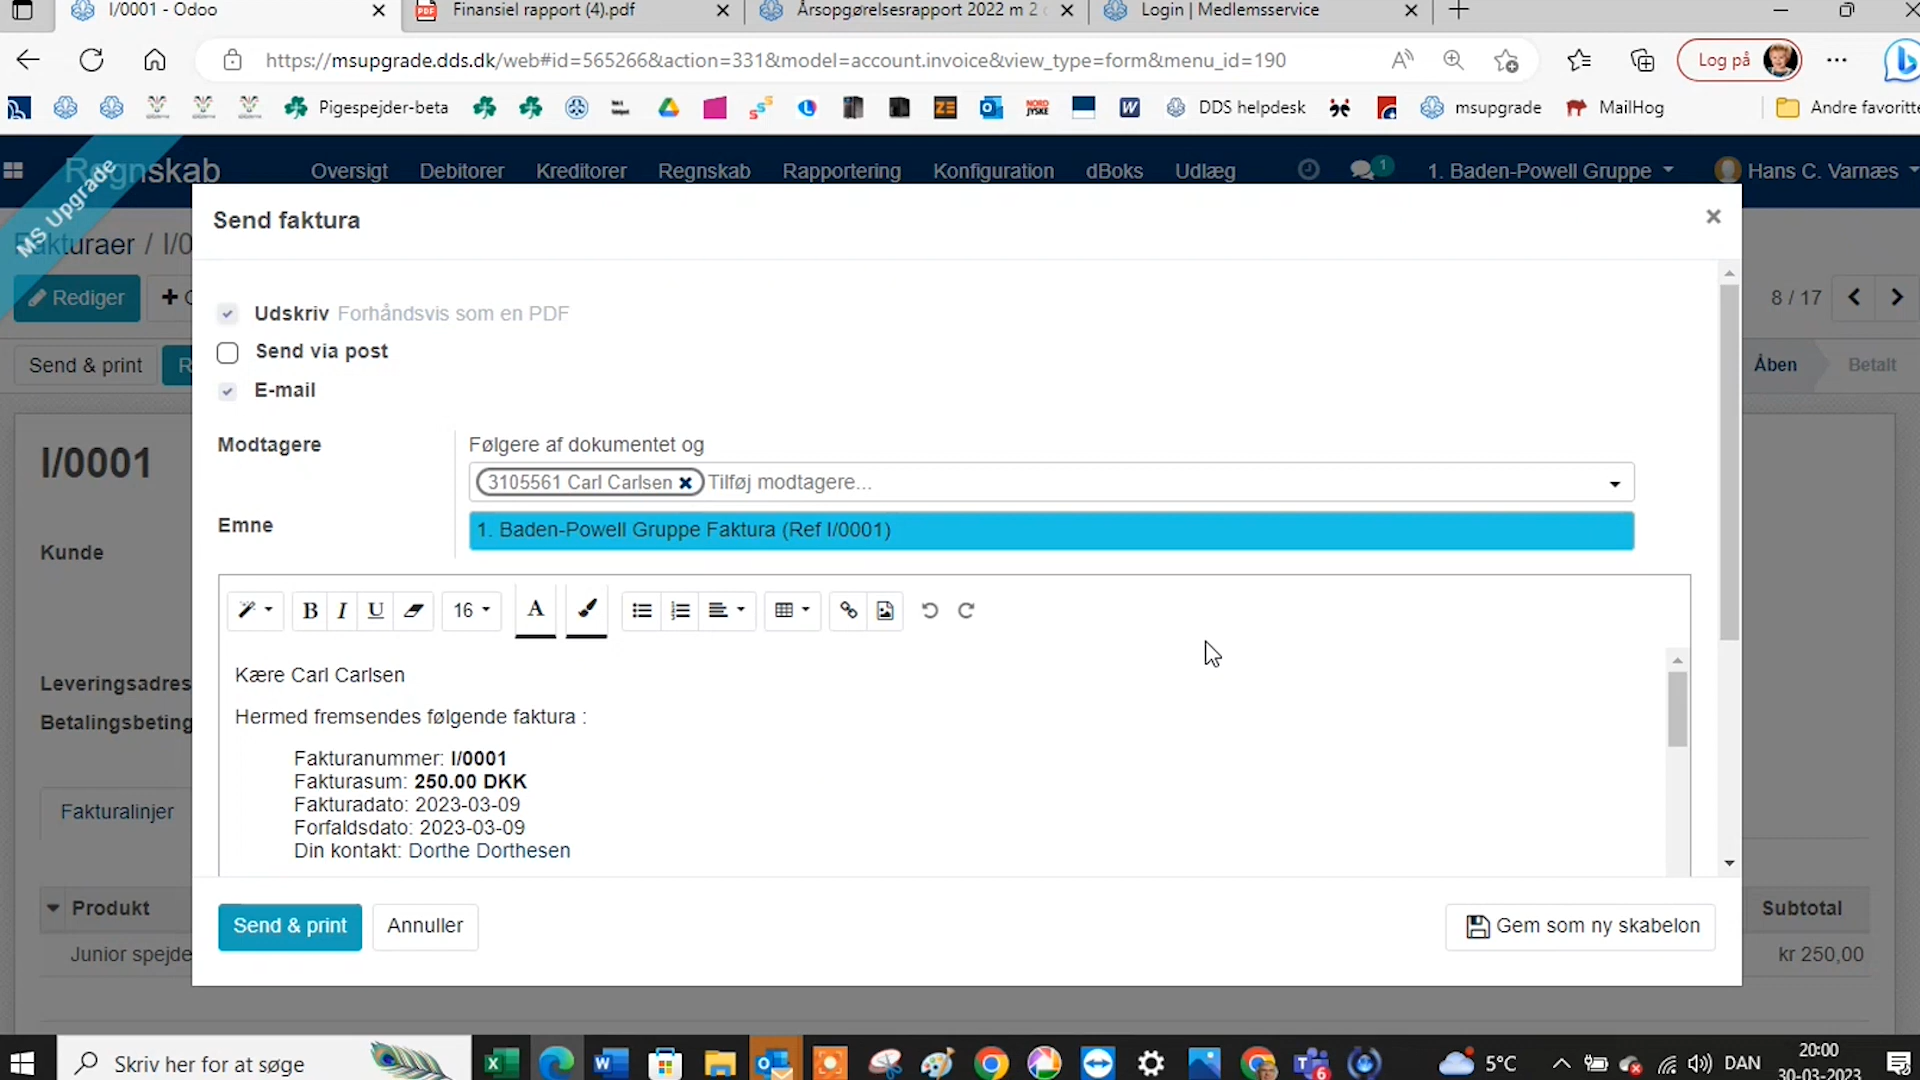 I/0001 - Odoo
Finansiel rapport (4).pdf
Årsopgørelsesrapport 2022 m 2
Login | Medlemsservice
https://msupgrade.dds.dk/web#id=565266&action=331&model=account.invoice&view_type=form&menu_id=190
Log på
Pigespejder-beta
DDS helpdesk
msupgrade
MailHog
Andre favoritte
MS Upgrade
Regnskab
Oversigt
Debitorer
Kreditorer
Regnskab
Rapportering
Konfiguration
dBoks
Udlæg
1
1. Baden-Powell Gruppe
Hans C. Varnæs
Fakturaer / I/0
Rediger
8 / 17
Send & print
R
Åben
Betalt
I/0001
Kunde
Leveringsadres
Betalingsbeting
Fakturalinjer
Produkt
Subtotal
Junior spejde
kr 250,00
Send faktura
Udskriv Forhåndsvis som en PDF
Send via post
E-mail
Modtagere
Følgere af dokumentet og
3105561 Carl Carlsen
Tilføj modtagere...
Emne
1. Baden-Powell Gruppe Faktura (Ref I/0001)
B I U 16 A
Kære Carl Carlsen
Hermed fremsendes følgende faktura :
Fakturanummer: I/0001
Fakturasum: 250.00 DKK
Fakturadato: 2023-03-09
Forfaldsdato: 2023-03-09
Din kontakt: Dorthe Dorthesen
Send & print
Annuller
Gem som ny skabelon
Skriv her for at søge
6
5°C
DAN
20:00
30-03-2023